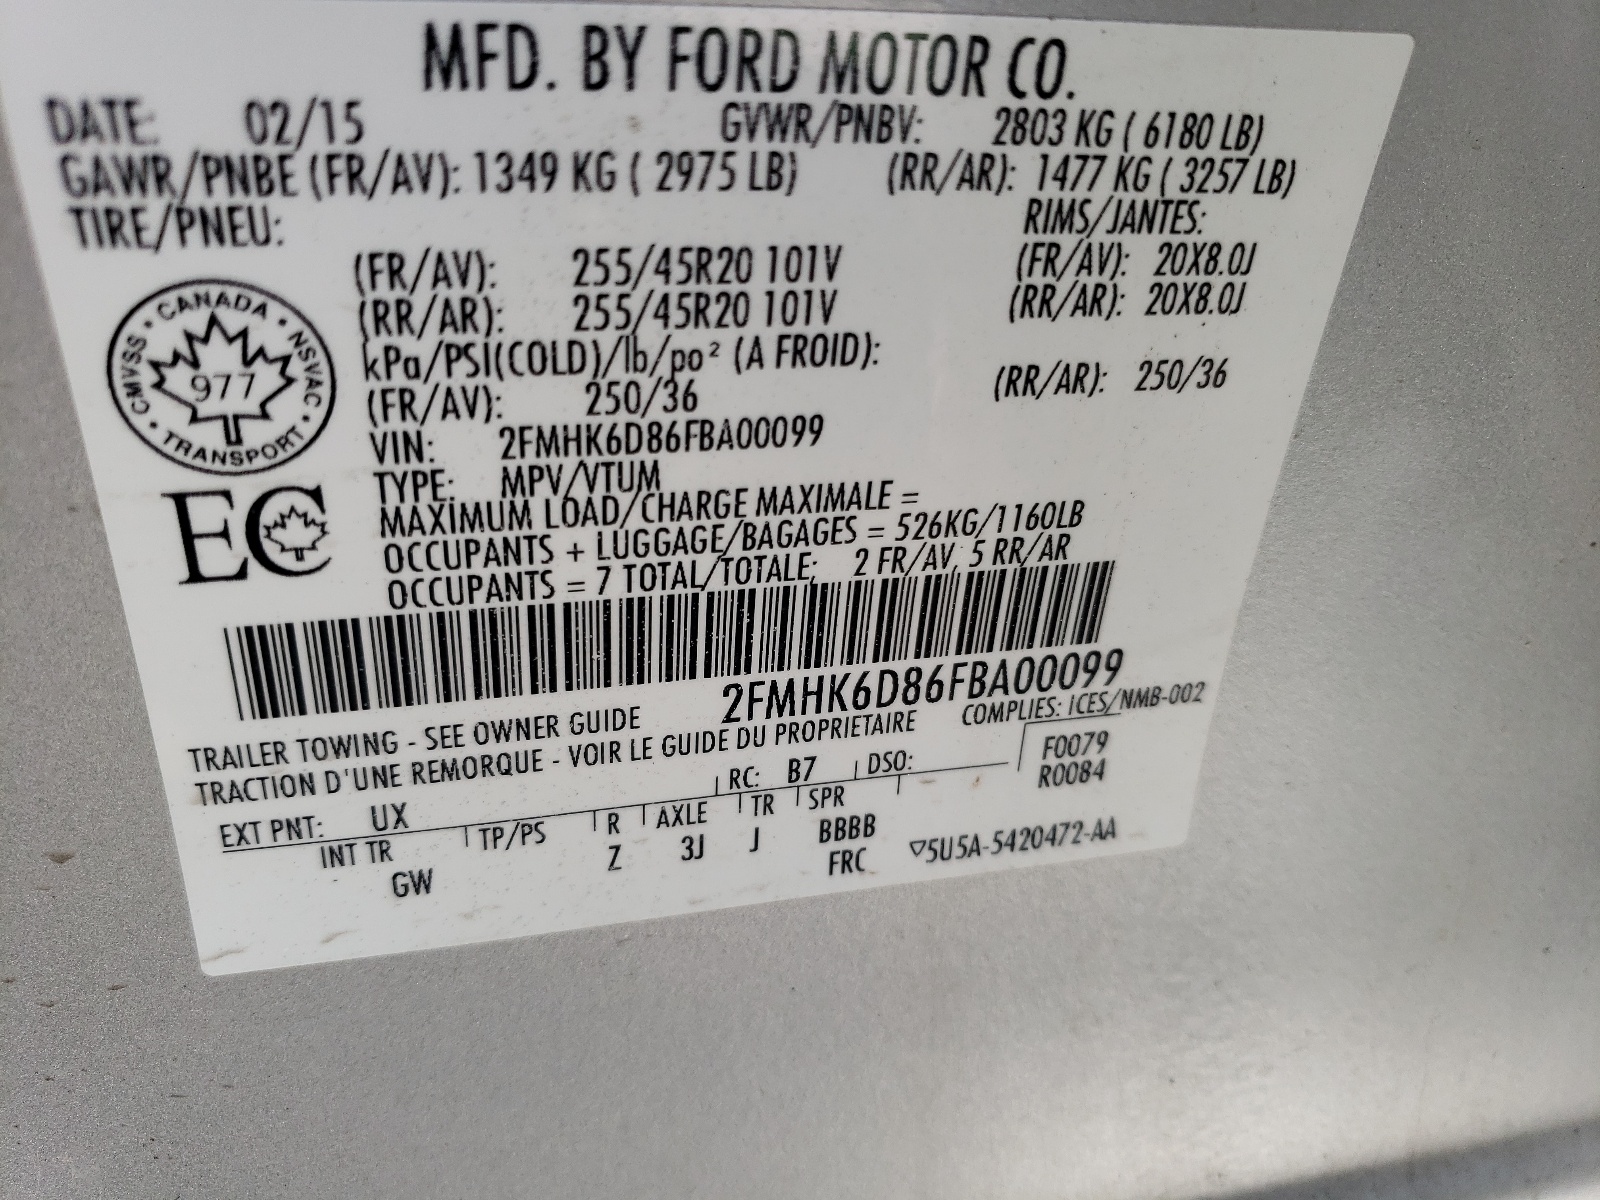 MFD. BY FORD MOTOR CO.
DATE: 02/15 GVWR/PNBV: 2803 KG ( 6180 LB)
GAWR/PNBE (FR/AV): 1349 KG ( 2975 LB) (RR/AR): 1477 KG ( 3257 LB)
TIRE/PNEU: RIMS/JANTES:
(FR/AV): 255/45R20 101V (FR/AV): 20X8.0J
(RR/AR): 255/45R20 101V (RR/AR): 20X8.0J
kPa/PSI(COLD)/lb/po² (A FROID):
(FR/AV): 250/36 (RR/AR): 250/36
CANADA • NSVAC • TRANSPORT • CMVSS •
977
VIN: 2FMHK6D86FBA00099
TYPE: MPV/VTUM
EC
MAXIMUM LOAD/CHARGE MAXIMALE =
OCCUPANTS + LUGGAGE/BAGAGES = 526KG/1160LB
OCCUPANTS = 7 TOTAL/TOTALE; 2 FR/AV, 5 RR/AR
2FMHK6D86FBA00099
TRAILER TOWING - SEE OWNER GUIDE
COMPLIES: ICES/NMB-002
TRACTION D'UNE REMORQUE - VOIR LE GUIDE DU PROPRIETAIRE
F0079
R0084
EXT PNT: UX RC: B7 DSO:
INT TR TP/PS R AXLE TR SPR
GW Z 3J J BBBB
FRC
▽5U5A-5420472-AA